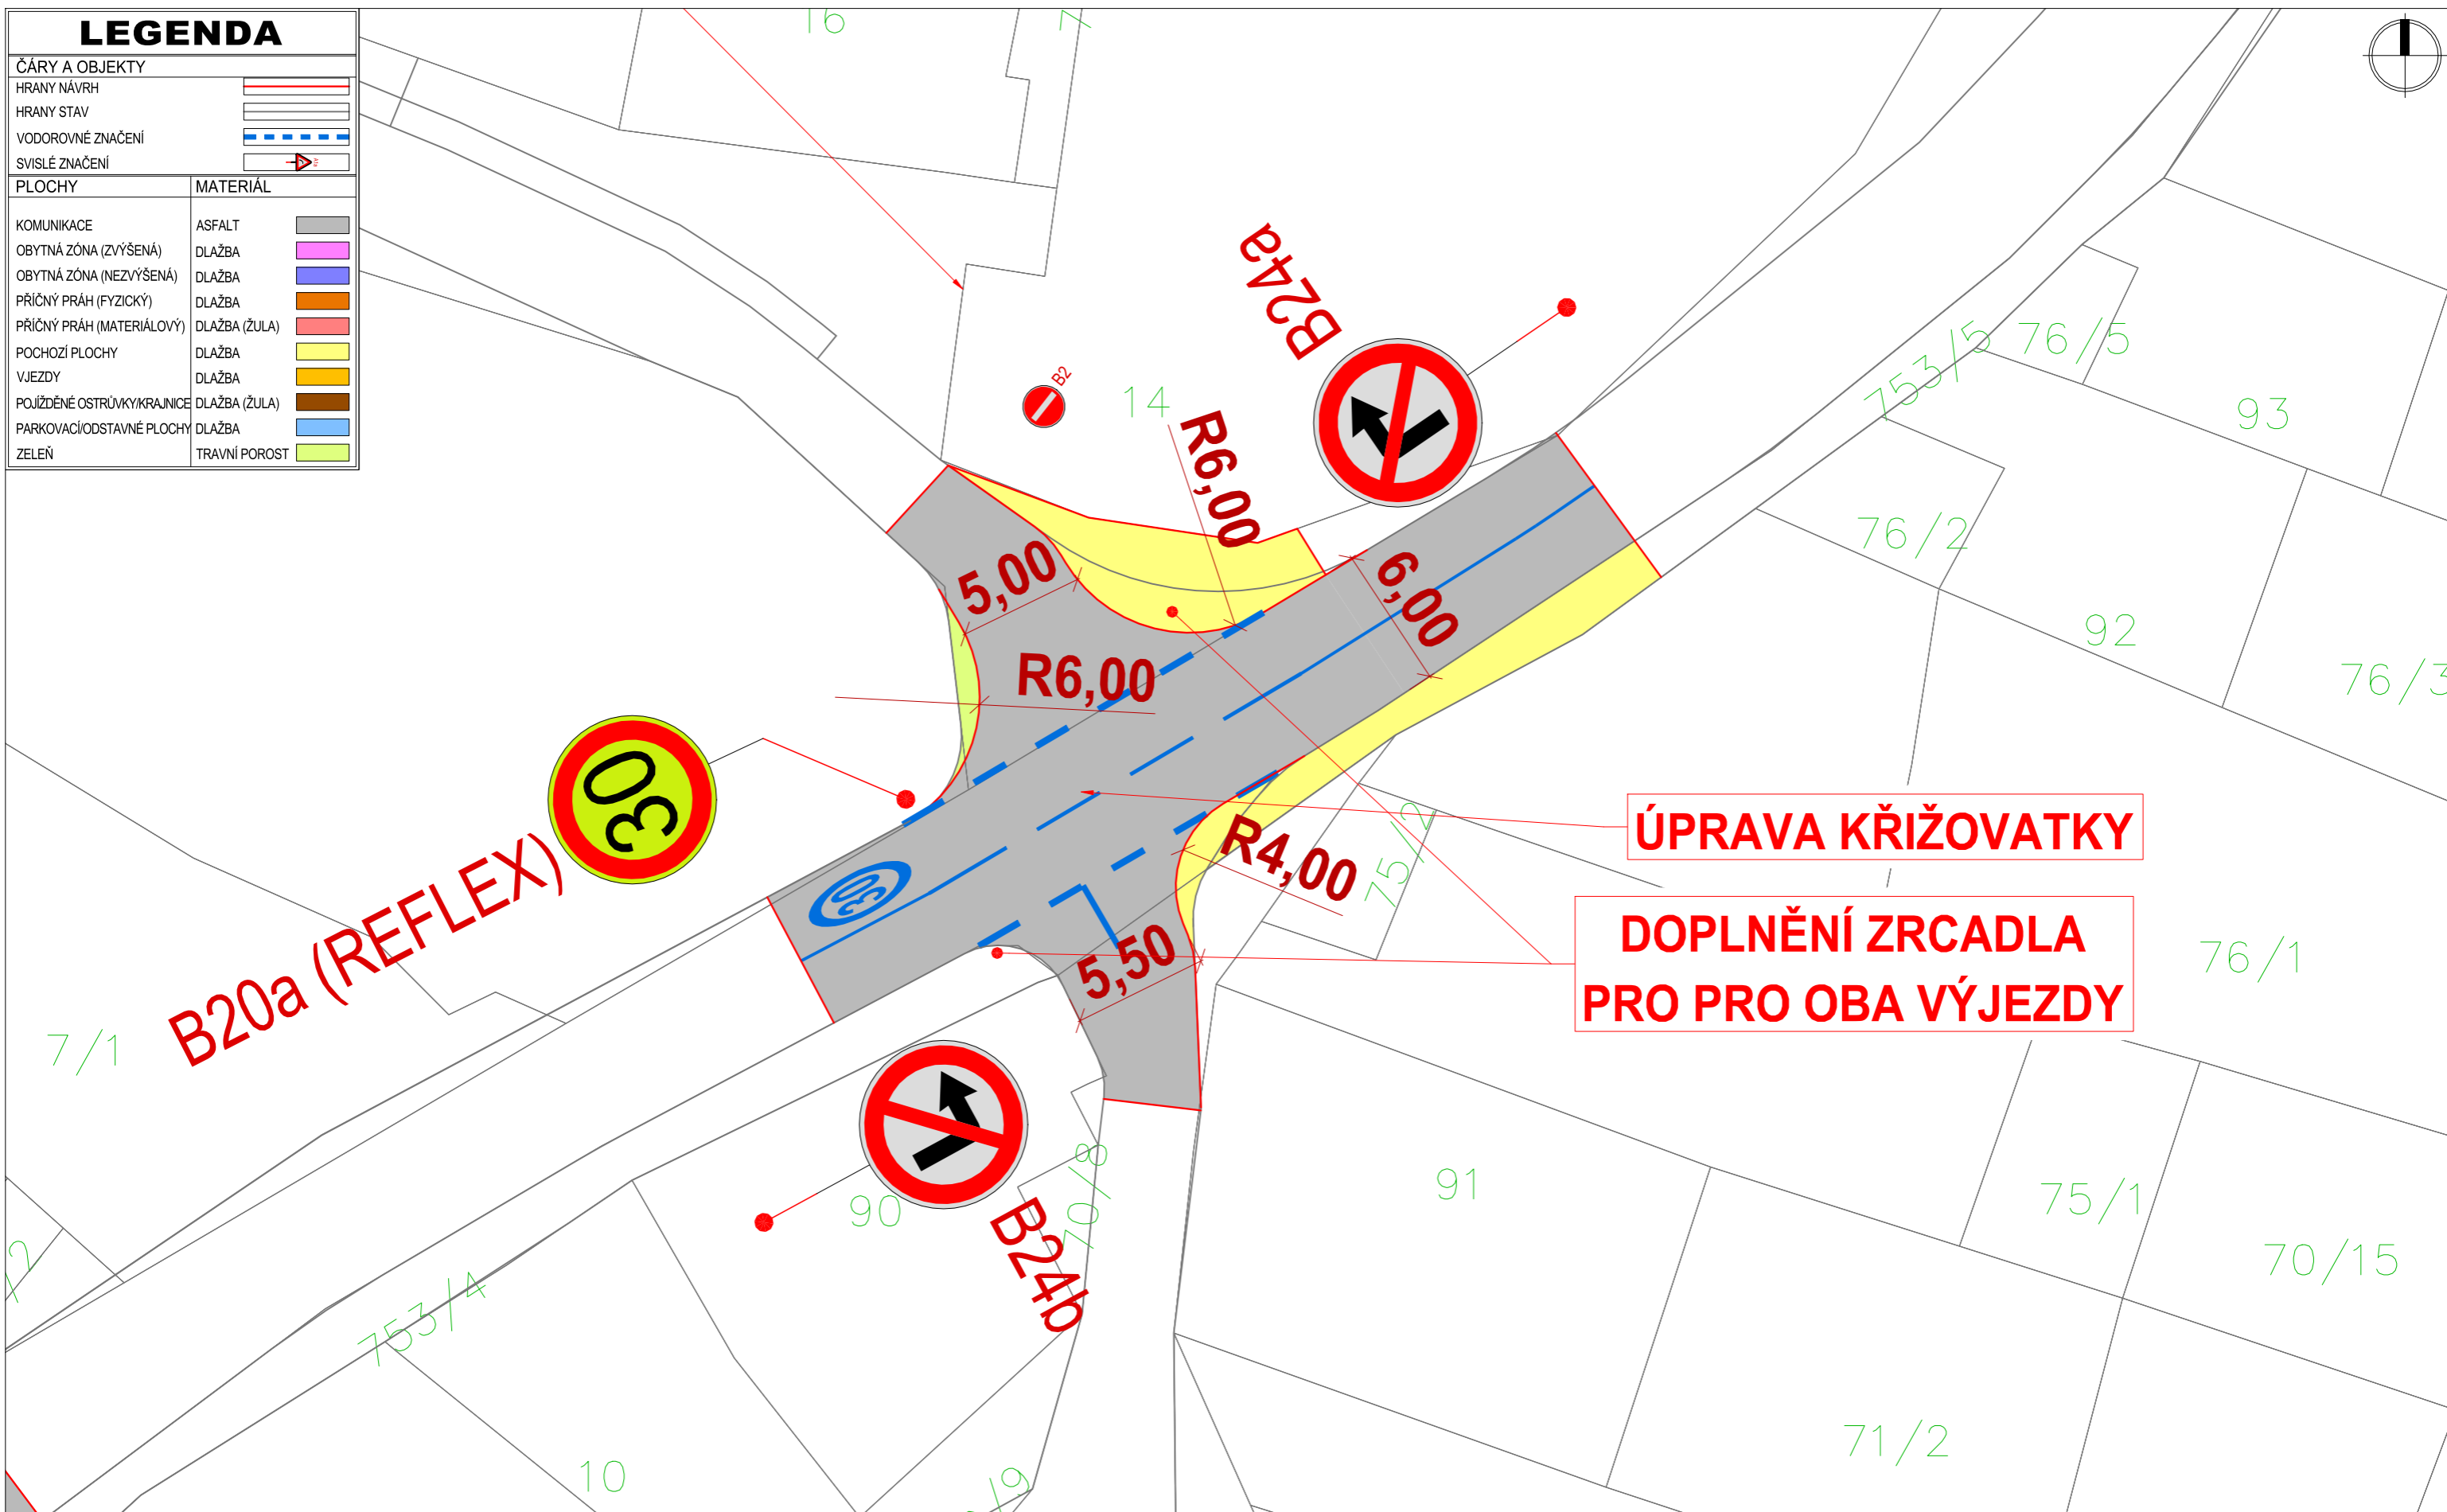 LEGENDA
ČÁRY A OBJEKTY
HRANY NÁVRH
HRANY STAV
VODOROVNÉ ZNAČENÍ
SVISLÉ ZNAČENÍ
PLOCHY MATERIÁL
KOMUNIKACE ASFALT
OBYTNÁ ZÓNA (ZVÝŠENÁ) DLAŽBA
OBYTNÁ ZÓNA (NEZVÝŠENÁ) DLAŽBA
PŘÍČNÝ PRÁH (FYZICKÝ) DLAŽBA
PŘÍČNÝ PRÁH (MATERIÁLOVÝ) DLAŽBA (ŽULA)
POCHOZÍ PLOCHY DLAŽBA
VJEZDY DLAŽBA
POJÍŽDĚNÉ OSTRŮVKY/KRAJNICE DLAŽBA (ŽULA)
PARKOVACÍ/ODSTAVNÉ PLOCHY DLAŽBA
ZELEŇ TRAVNÍ POROST
16
7
B24a
B2
14
R6,00
753/5
76/5
93
76/2
5,00
6,00
92
R6,00
76/3
30
B20a (REFLEX)
30
R4,00
75/2
ÚPRAVA KŘIŽOVATKY
DOPLNĚNÍ ZRCADLA
PRO PRO OBA VÝJEZDY
76/1
5,50
7/1
90
B24b
70/8
91
75/1
70/15
753/4
10
71/2